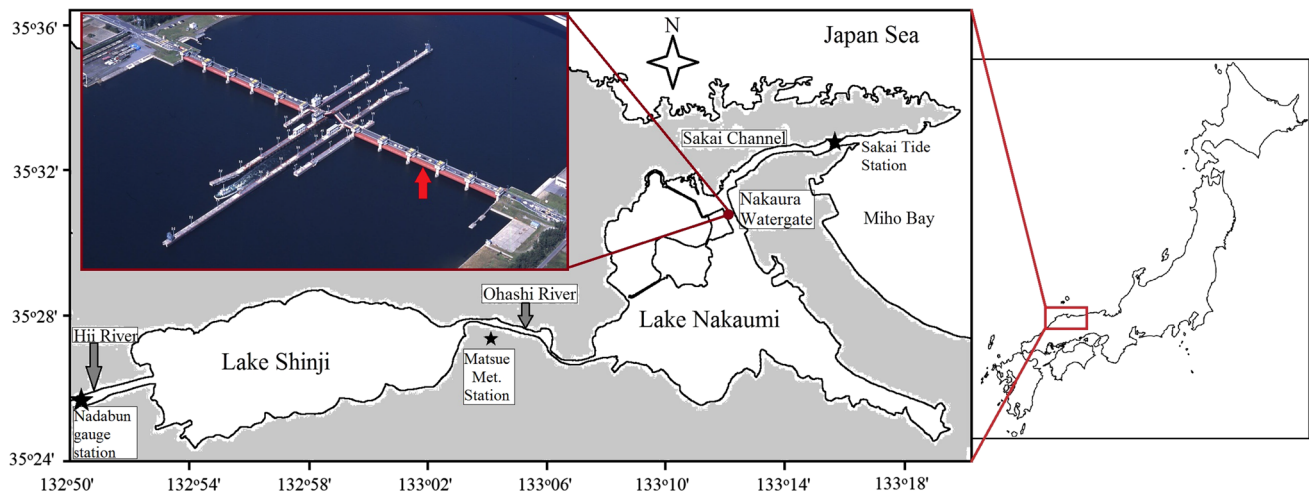 35°36'
35°32'
35°28'
35°24'
N
Japan Sea
Sakai Channel
Sakai Tide
Station
Nakaura
Watergate
Miho Bay
Ohashi River
Lake Nakaumi
Hii River
Lake Shinji
Matsue
Met.
Station
Nadabun
gauge
station
132°50'
132°54'
132°58'
133°02'
133°06'
133°10'
133°14'
133°18'